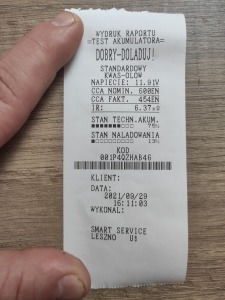 WYDRUK RAPORTU
=TEST AKUMULATORA=
DOBRY-DOLADUJ!
STANDARDOWY
KWAS-OLOW
NAPIECIE: 11.91V
CCA NOMIN. 600EN
CCA FAKT. 454EN
IR: 6.37mΩ
STAN TECHN.AKUM.
75%
STAN NALADOWANIA
13%
KOD
001P4QZHAB46
KLIENT:
DATA:
2021/09/29
16:11:03
WYKONAL:
SMART SERVICE
LESZNO U1